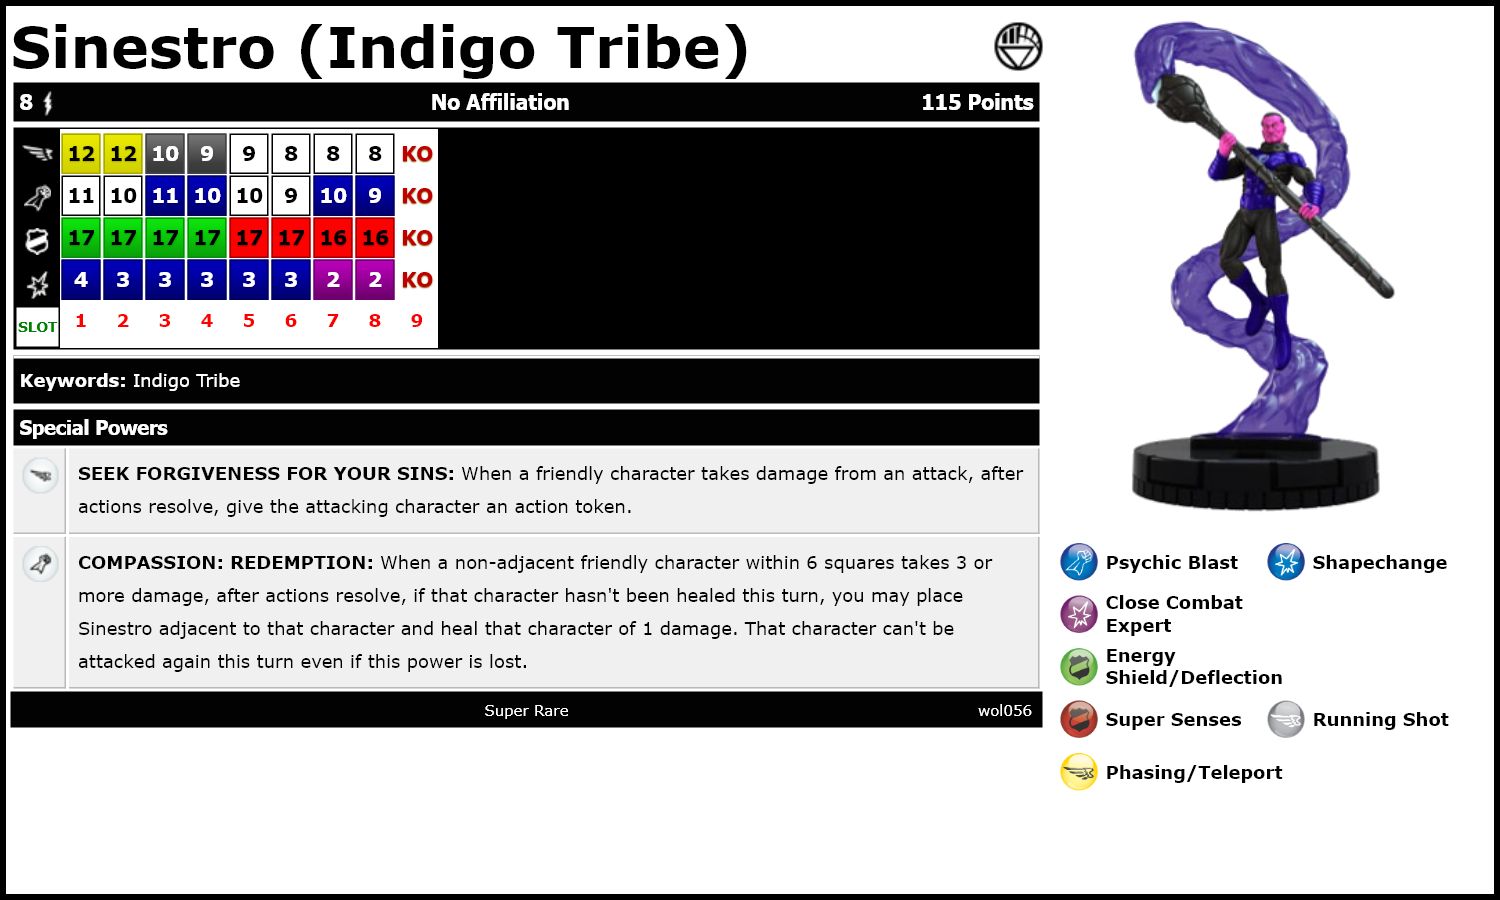 Sinestro (Indigo Tribe)
8 No Affiliation 115 Points
12 12 10 9 9 8 8 8 KO
11 10 11 10 10 9 10 9 KO
17 17 17 17 17 17 16 16 KO
4 3 3 3 3 3 2 2 KO
SLOT 1 2 3 4 5 6 7 8 9
Keywords: Indigo Tribe
Special Powers
SEEK FORGIVENESS FOR YOUR SINS: When a friendly character takes damage from an attack, after
actions resolve, give the attacking character an action token.
COMPASSION: REDEMPTION: When a non-adjacent friendly character within 6 squares takes 3 or
more damage, after actions resolve, if that character hasn't been healed this turn, you may place
Sinestro adjacent to that character and heal that character of 1 damage. That character can't be
attacked again this turn even if this power is lost.
Super Rare wol056
Psychic Blast Shapechange
Close Combat
Expert
Energy
Shield/Deflection
Super Senses Running Shot
Phasing/Teleport